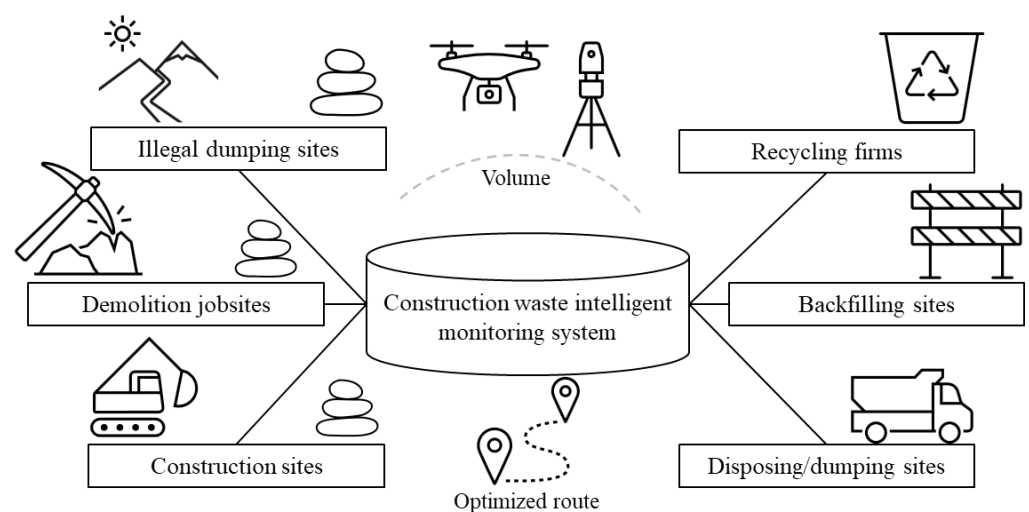 Illegal dumping sites
Volume
Recycling firms
Demolition jobsites
Construction waste intelligent
monitoring system
Backfilling sites
Construction sites
Optimized route
Disposing/dumping sites